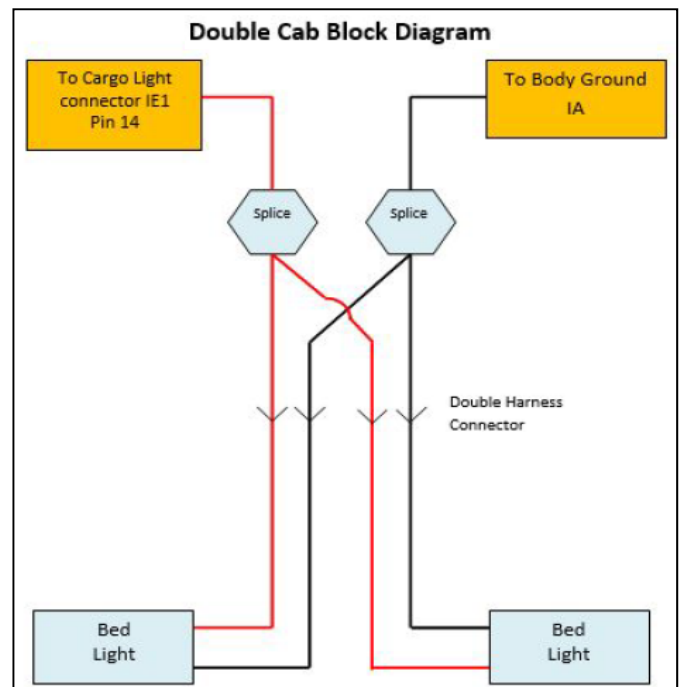 Double Cab Block Diagram
To Cargo Light
connector IE1
Pin 14
To Body Ground
IA
Splice
Splice
Double Harness
Connector
Bed
Light
Bed
Light